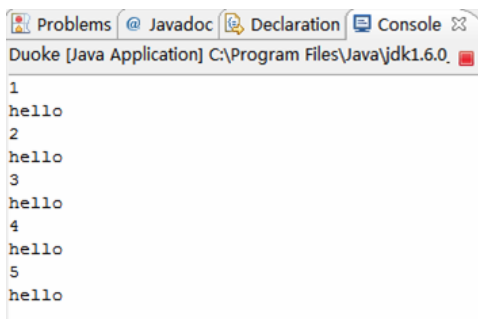 Problems @ Javadoc Declaration Console
Duoke [Java Application] C:\Program Files\Java\jdk1.6.0_
1
hello
2
hello
3
hello
4
hello
5
hello